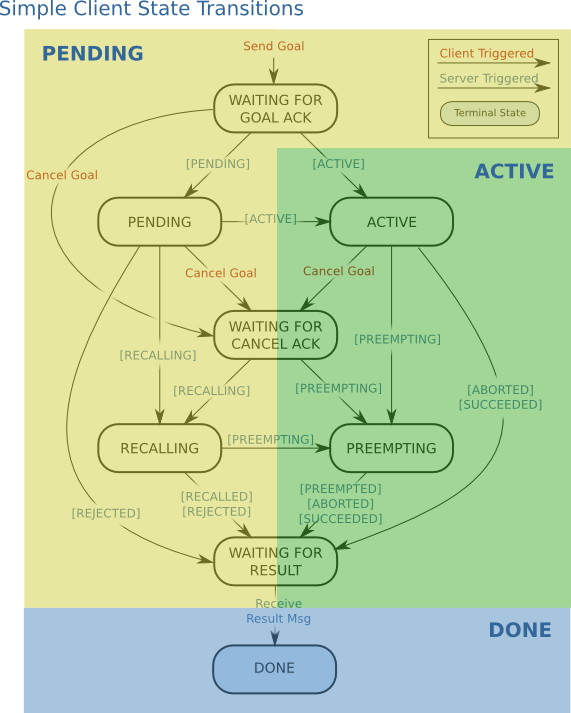 Simple Client State Transitions
PENDING
Send Goal
Client Triggered
Server Triggered
Terminal State
WAITING FOR
GOAL ACK
[PENDING]
[ACTIVE]
ACTIVE
Cancel Goal
PENDING
[ACTIVE]
ACTIVE
Cancel Goal
Cancel Goal
WAITING FOR
CANCEL ACK
[PREEMPTING]
[RECALLING]
[RECALLING]
[PREEMPTING]
[ABORTED]
[SUCCEEDED]
RECALLING
[PREEMPTING]
PREEMPTING
[RECALLED]
[REJECTED]
[PREEMPTED]
[ABORTED]
[SUCCEEDED]
[REJECTED]
WAITING FOR
RESULT
Receive
Result Msg
DONE
DONE